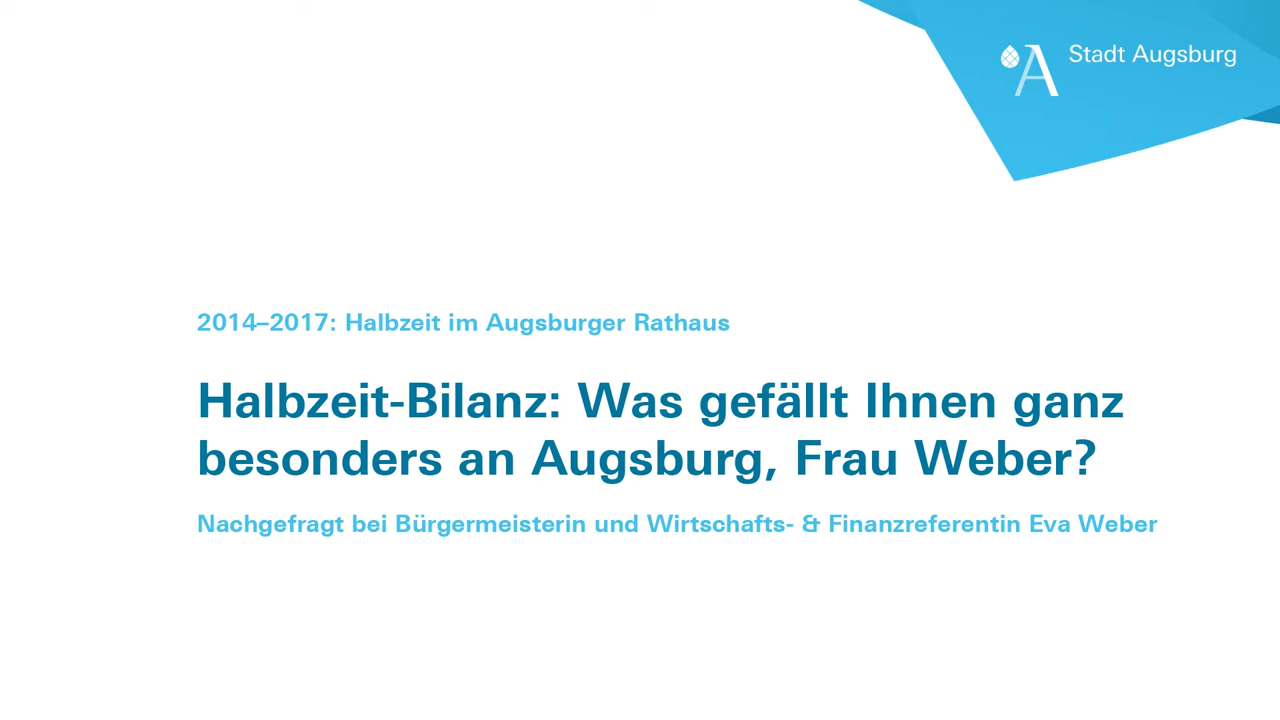 Stadt Augsburg
2014–2017: Halbzeit im Augsburger Rathaus
Halbzeit-Bilanz: Was gefällt Ihnen ganz
besonders an Augsburg, Frau Weber?
Nachgefragt bei Bürgermeisterin und Wirtschafts- & Finanzreferentin Eva Weber